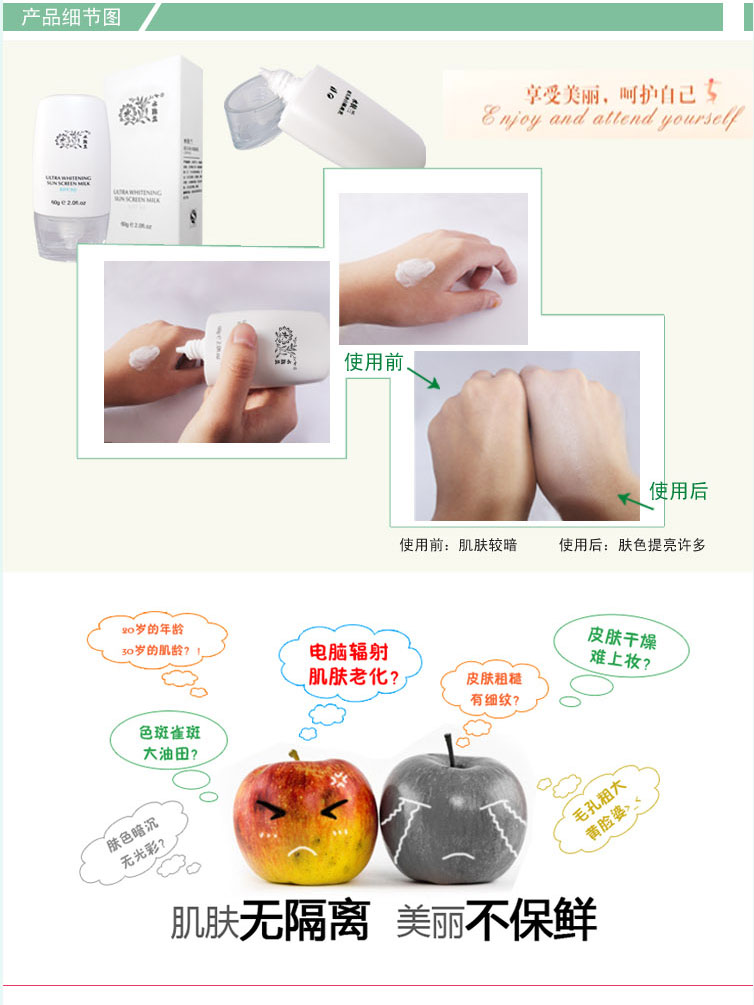 产品细节图
享受美丽，呵护自己
Enjoy and attend yourself
ULTRA WHITENING
SUN SCREEN MILK
60g ℮ 2.0fl.oz
ULTRA WHITENING
SUN SCREEN MILK
60g ℮ 2.0fl.oz
使用前
使用后
使用前：肌肤较暗
使用后：肤色提亮许多
20岁的年龄
30岁的肌龄？！
电脑辐射
肌肤老化?
皮肤干燥
难上妆?
皮肤粗糙
有细纹?
色斑雀斑
大油田?
肤色暗沉
无光彩?
毛孔粗大
黄脸婆>_<
肌肤无隔离 美丽不保鲜